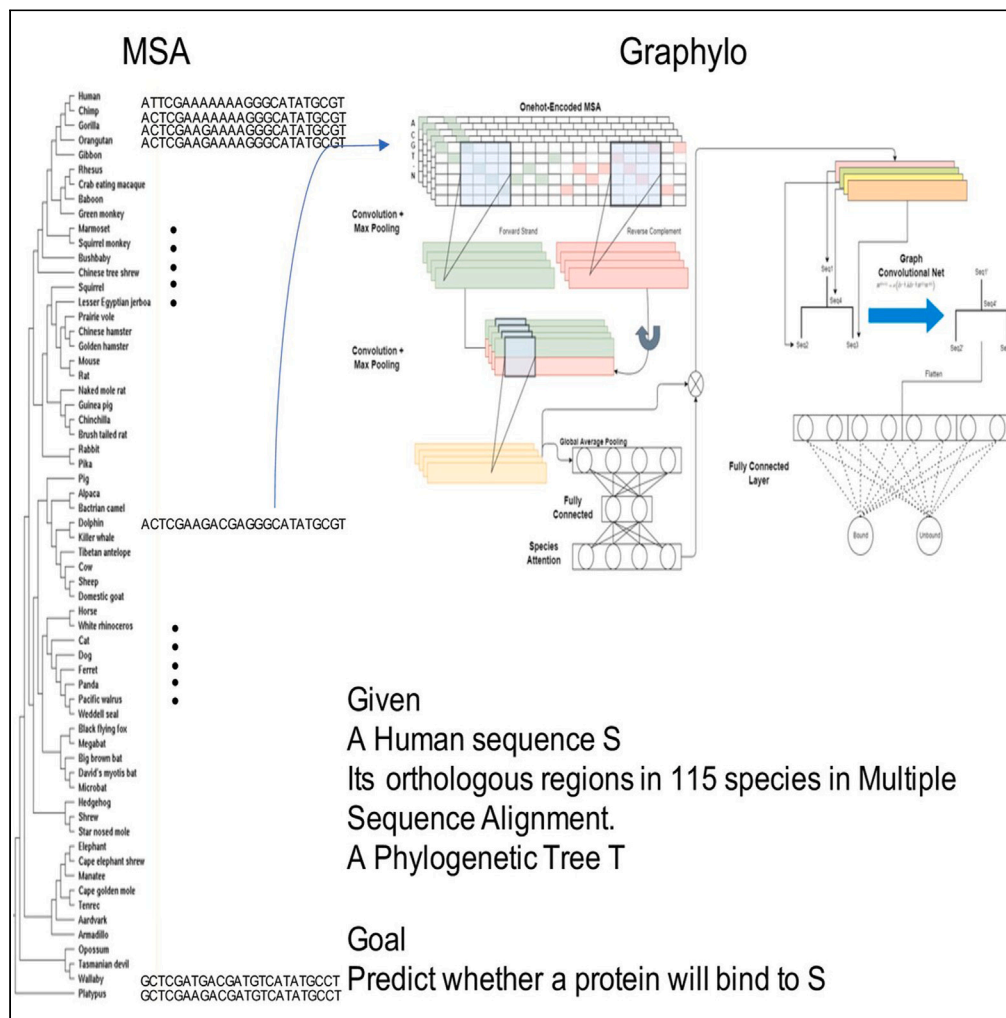 MSA
Graphylo
Human
Chimp
Gorilla
Orangutan
Gibbon
Rhesus
Crab eating macaque
Baboon
Green monkey
Marmoset
Squirrel monkey
Bushbaby
Chinese tree shrew
Squirrel
Lesser Egyptian jerboa
Prairie vole
Chinese hamster
Golden hamster
Mouse
Rat
Naked mole rat
Guinea pig
Chinchilla
Brush tailed rat
Rabbit
Pika
Pig
Alpaca
Bactrian camel
Dolphin
Killer whale
Tibetan antelope
Cow
Sheep
Domestic goat
Horse
White rhinoceros
Cat
Dog
Ferret
Panda
Pacific walrus
Weddell seal
Black flying fox
Megabat
Big brown bat
David's myotis bat
Microbat
Hedgehog
Shrew
Star nosed mole
Elephant
Cape elephant shrew
Manatee
Cape golden mole
Tenrec
Aardvark
Armadillo
Opossum
Tasmanian devil
Wallaby
Platypus
ATTCGAAAAAAAGGGCATATGCGT
ACTCGAAAAAAAGGGCATATGCGT
ACTCGAAGAAAAGGGCATATGCGT
ACTCGAAGAAAAGGGCATATGCGT
ACTCGAAGACGAGGGCATATGCGT
GCTCGATGACGATGTCATATGCCT
GCTCGAAGACGATGTCATATGCCT
Onehot-Encoded MSA
A
C
G
T
-
N
Convolution +
Max Pooling
Forward Strand
Reverse Complement
Convolution +
Max Pooling
Global Average Pooling
Fully
Connected
Species
Attention
Graph
Convolutional Net
Seq1
Seq4
Seq2
Seq3
Seq1'
Seq4'
Seq2'
Flatten
Fully Connected
Layer
Bound
Unbound
Given
A Human sequence S
Its orthologous regions in 115 species in Multiple
Sequence Alignment.
A Phylogenetic Tree T
Goal
Predict whether a protein will bind to S